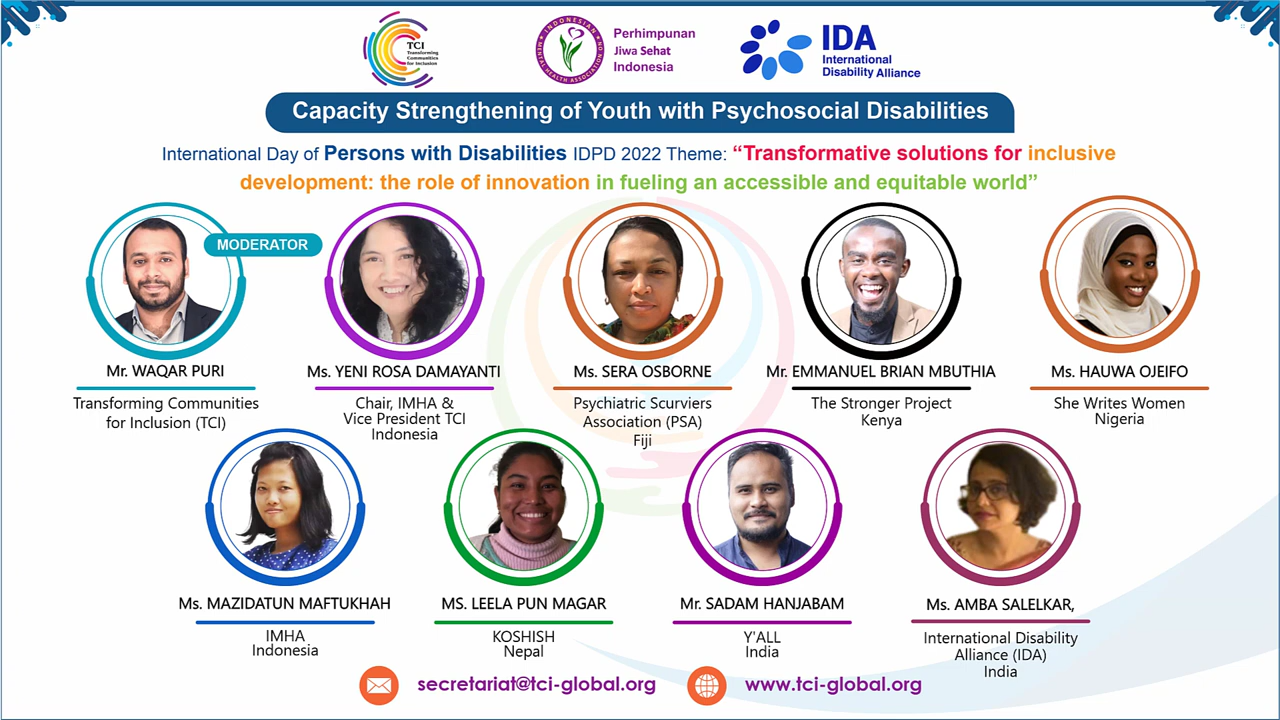 TCI
Transforming
Communities
for Inclusion
INDONESIAN
MENTAL HEALTH ASSOCIATION
Perhimpunan
Jiwa Sehat
Indonesia
IDA
International
Disability Alliance
Capacity Strengthening of Youth with Psychosocial Disabilities
International Day of Persons with Disabilities IDPD 2022 Theme: “Transformative solutions for inclusive
development: the role of innovation in fueling an accessible and equitable world”
MODERATOR
Mr. WAQAR PURI
Transforming Communities
for Inclusion (TCI)
Ms. YENI ROSA DAMAYANTI
Chair, IMHA &
Vice President TCI
Indonesia
Ms. SERA OSBORNE
Psychiatric Scurviers
Association (PSA)
Fiji
Mr. EMMANUEL BRIAN MBUTHIA
The Stronger Project
Kenya
Ms. HAUWA OJEIFO
She Writes Women
Nigeria
Ms. MAZIDATUN MAFTUKHAH
IMHA
Indonesia
MS. LEELA PUN MAGAR
KOSHISH
Nepal
Mr. SADAM HANJABAM
Y'ALL
India
Ms. AMBA SALELKAR,
International Disability
Alliance (IDA)
India
secretariat@tci-global.org
www.tci-global.org